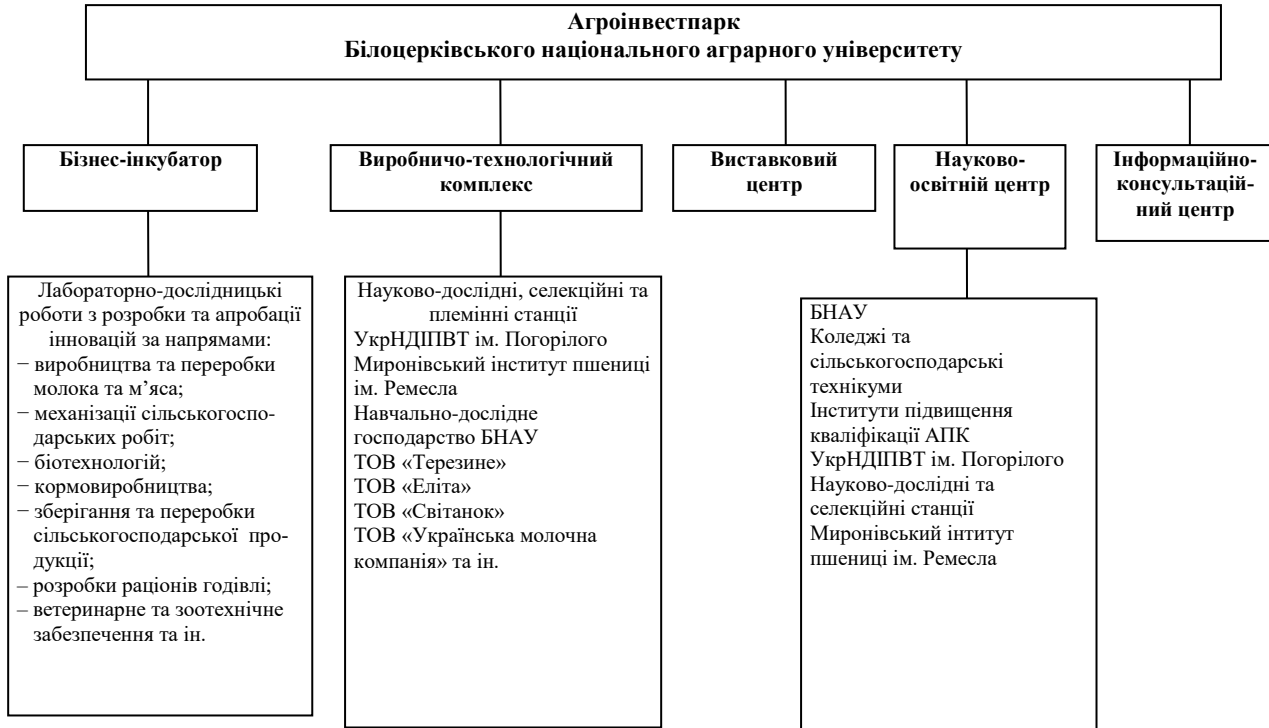 Агроінвестпарк
Білоцерківського національного аграрного університету
Бізнес-інкубатор
Виробничо-технологічний
комплекс
Виставковий
центр
Науково-
освітній центр
Інформаційно-
консультацій-
ний центр
Лабораторно-дослідницькі
роботи з розробки та апробації
інновацій за напрямами:
− виробництва та переробки
молока та м’яса;
− механізації сільськогоспо-
дарських робіт;
− біотехнологій;
− кормовиробництва;
− зберігання та переробки
сільськогосподарської про-
дукції;
– розробки раціонів годівлі;
– ветеринарне та зоотехнічне
забезпечення та ін.
Науково-дослідні, селекційні та
племінні станції
УкрНДІПВТ ім. Погорілого
Миронівський інститут пшениці
ім. Ремесла
Навчально-дослідне
господарство БНАУ
ТОВ «Терезине»
ТОВ «Еліта»
ТОВ «Світанок»
ТОВ «Українська молочна
компанія» та ін.
БНАУ
Коледжі та
сільськогосподарські
технікуми
Інститути підвищення
кваліфікації АПК
УкрНДІПВТ ім. Погорілого
Науково-дослідні та
селекційні станції
Миронівський інтитут
пшениці ім. Ремесла